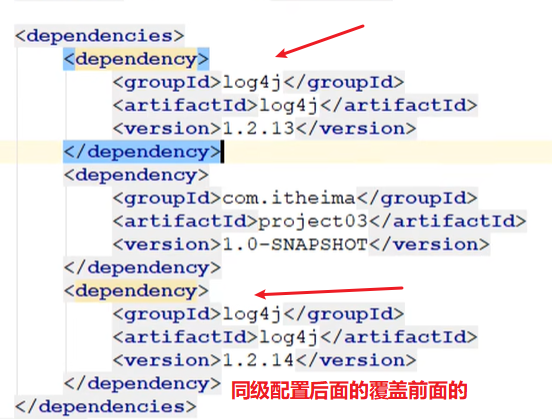 <dependencies>
<dependency>
<groupId>log4j</groupId>
<artifactId>log4j</artifactId>
<version>1.2.13</version>
</dependency>
<dependency>
<groupId>com.itheima</groupId>
<artifactId>project03</artifactId>
<version>1.0-SNAPSHOT</version>
</dependency>
<dependency>
<groupId>log4j</groupId>
<artifactId>log4j</artifactId>
<version>1.2.14</version>
</dependency>
同级配置后面的覆盖前面的
</dependencies>